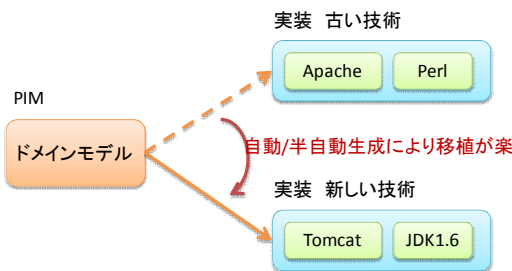 実装 古い技術
Apache
Perl
PIM
ドメインモデル
自動/半自動生成により移植が楽
実装 新しい技術
Tomcat
JDK1.6